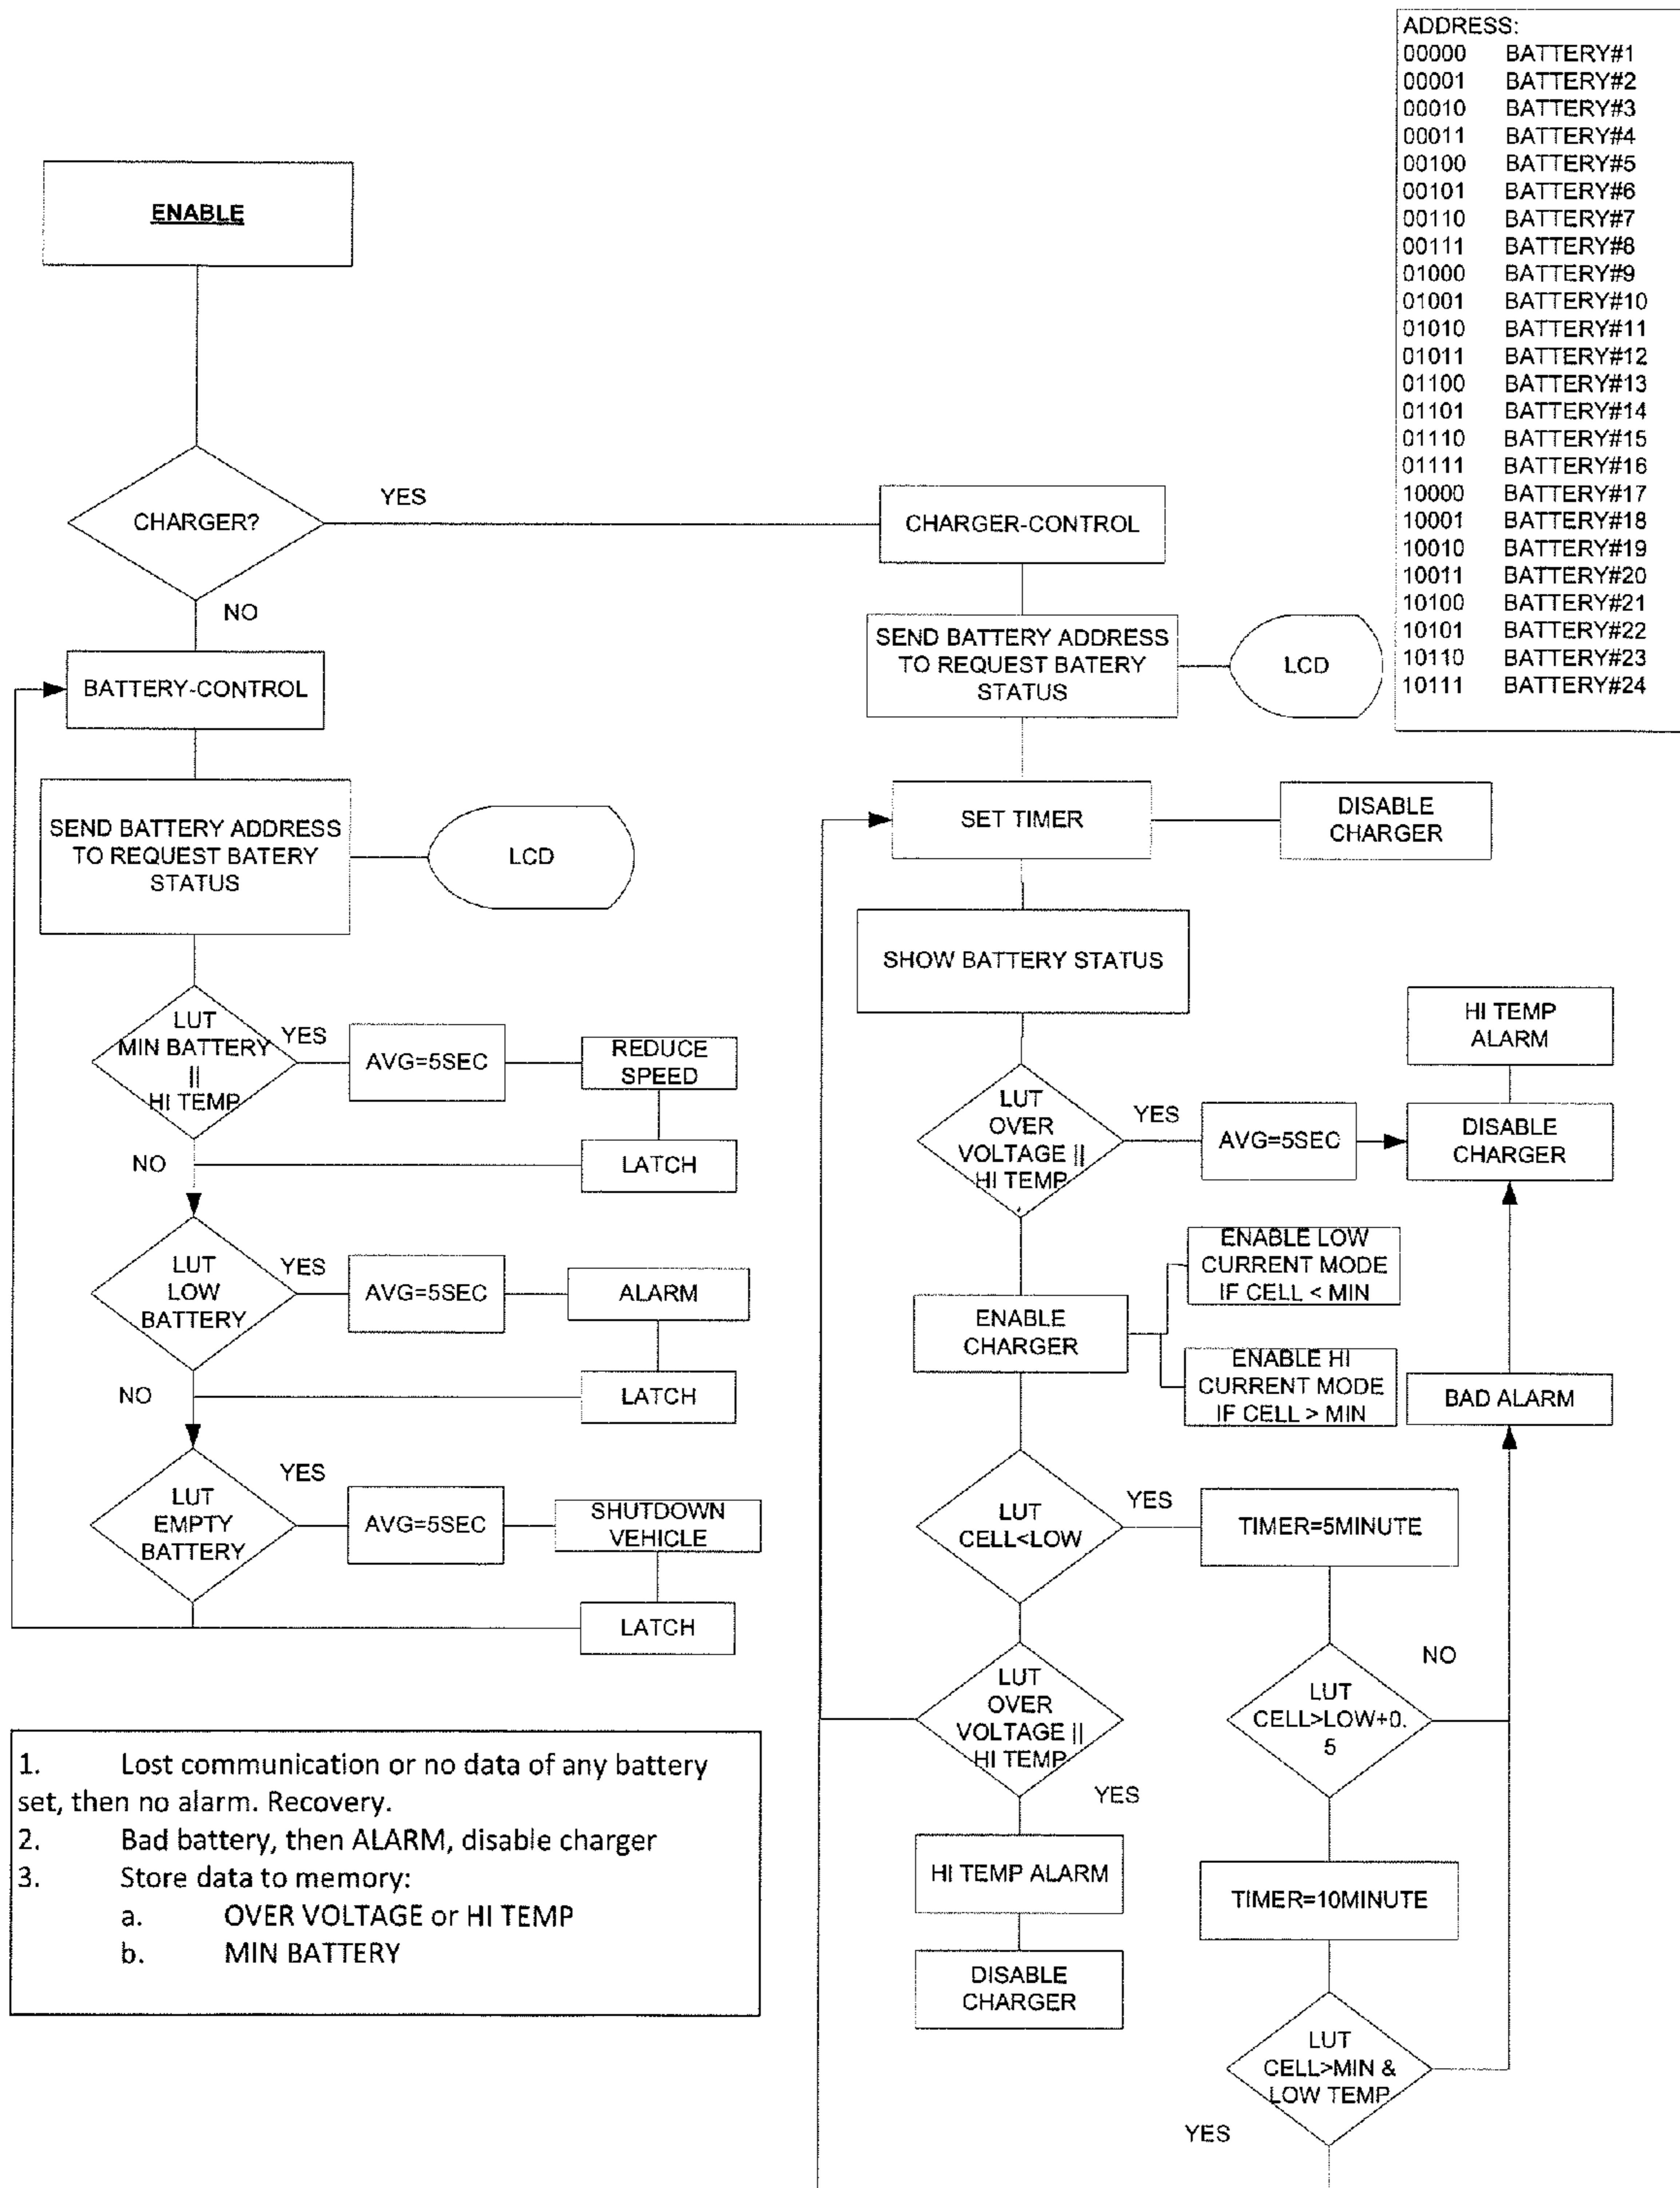 ENABLE
CHARGER?
YES
NO
BATTERY-CONTROL
SEND BATTERY ADDRESS
TO REQUEST BATERY
STATUS
LCD
LUT
MIN BATTERY
||
HI TEMP
YES
AVG=5SEC
REDUCE
SPEED
NO
LATCH
LUT
LOW
BATTERY
YES
AVG=5SEC
ALARM
NO
LATCH
LUT
EMPTY
BATTERY
YES
AVG=5SEC
SHUTDOWN
VEHICLE
LATCH
1. Lost communication or no data of any battery
set, then no alarm. Recovery.
2. Bad battery, then ALARM, disable charger
3. Store data to memory:
a. OVER VOLTAGE or HI TEMP
b. MIN BATTERY
CHARGER-CONTROL
SEND BATTERY ADDRESS
TO REQUEST BATERY
STATUS
LCD
SET TIMER
DISABLE
CHARGER
SHOW BATTERY STATUS
LUT
OVER
VOLTAGE ||
HI TEMP
YES
AVG=5SEC
HI TEMP
ALARM
DISABLE
CHARGER
ENABLE
CHARGER
ENABLE LOW
CURRENT MODE
IF CELL < MIN
ENABLE HI
CURRENT MODE
IF CELL > MIN
BAD ALARM
LUT
CELL<LOW
YES
TIMER=5MINUTE
LUT
OVER
VOLTAGE ||
HI TEMP
YES
HI TEMP ALARM
DISABLE
CHARGER
NO
LUT
CELL>LOW+0.
5
TIMER=10MINUTE
LUT
CELL>MIN &
LOW TEMP
YES
ADDRESS:
00000 BATTERY#1
00001 BATTERY#2
00010 BATTERY#3
00011 BATTERY#4
00100 BATTERY#5
00101 BATTERY#6
00110 BATTERY#7
00111 BATTERY#8
01000 BATTERY#9
01001 BATTERY#10
01010 BATTERY#11
01011 BATTERY#12
01100 BATTERY#13
01101 BATTERY#14
01110 BATTERY#15
01111 BATTERY#16
10000 BATTERY#17
10001 BATTERY#18
10010 BATTERY#19
10011 BATTERY#20
10100 BATTERY#21
10101 BATTERY#22
10110 BATTERY#23
10111 BATTERY#24